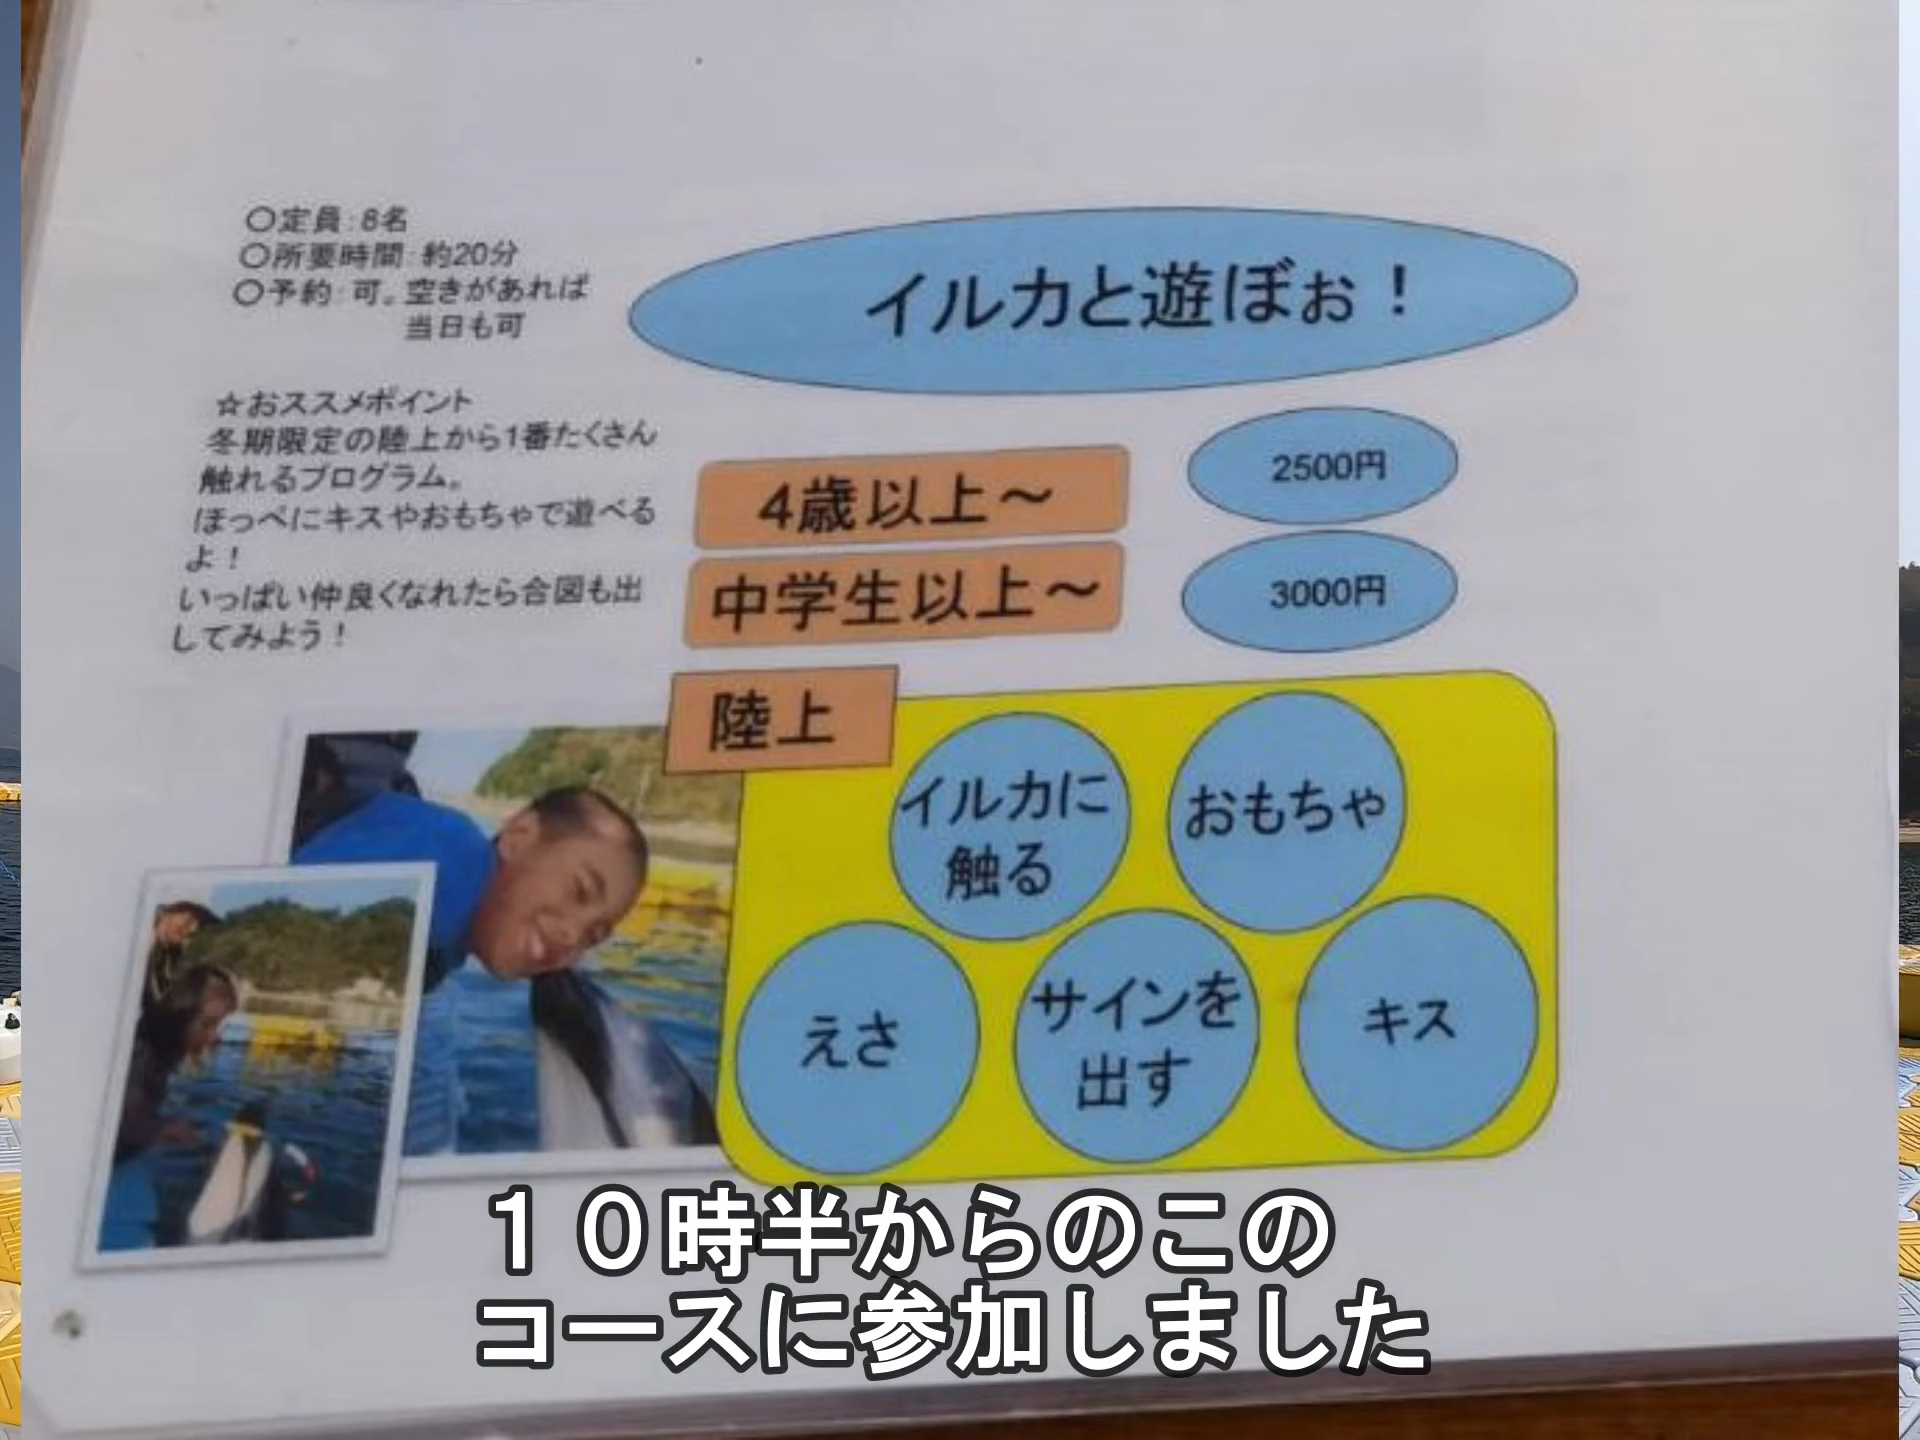 〇定員：8名
〇所要時間：約20分
〇予約：可。空きがあれば
当日も可
イルカと遊ぼぉ！
☆おススメポイント
冬期限定の陸上から1番たくさん
触れるプログラム。
ほっぺにキスやおもちゃで遊べる
よ！
いっぱい仲良くなれたら合図も出
してみよう！
4歳以上～
2500円
中学生以上～
3000円
陸上
イルカに
触る
おもちゃ
えさ
サインを
出す
キス
１０時半からのこの
コースに参加しました